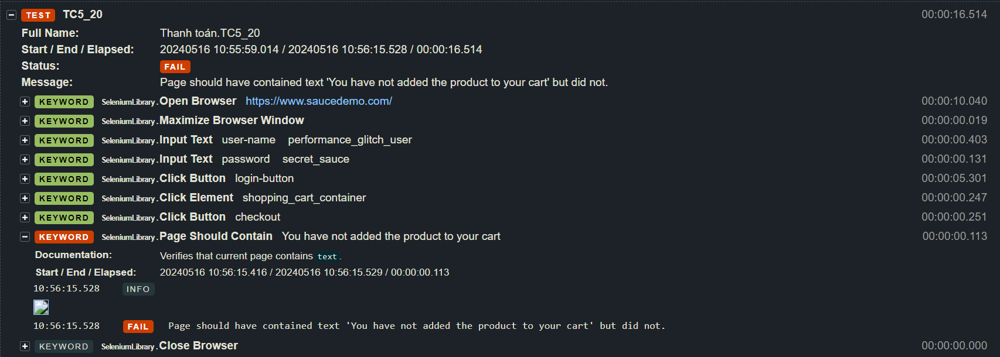 TEST TC5_20 00:00:16.514
Full Name: Thanh toán.TC5_20
Start / End / Elapsed: 20240516 10:55:59.014 / 20240516 10:56:15.528 / 00:00:16.514
Status: FAIL
Message: Page should have contained text 'You have not added the product to your cart' but did not.
KEYWORD SeleniumLibrary.Open Browser https://www.saucedemo.com/ 00:00:10.040
KEYWORD SeleniumLibrary.Maximize Browser Window 00:00:00.019
KEYWORD SeleniumLibrary.Input Text user-name performance_glitch_user 00:00:00.403
KEYWORD SeleniumLibrary.Input Text password secret_sauce 00:00:00.131
KEYWORD SeleniumLibrary.Click Button login-button 00:00:05.301
KEYWORD SeleniumLibrary.Click Element shopping_cart_container 00:00:00.247
KEYWORD SeleniumLibrary.Click Button checkout 00:00:00.251
KEYWORD SeleniumLibrary.Page Should Contain You have not added the product to your cart 00:00:00.113
Documentation: Verifies that current page contains text.
Start / End / Elapsed: 20240516 10:56:15.416 / 20240516 10:56:15.529 / 00:00:00.113
10:56:15.528 INFO
10:56:15.528 FAIL Page should have contained text 'You have not added the product to your cart' but did not.
KEYWORD SeleniumLibrary.Close Browser 00:00:00.000